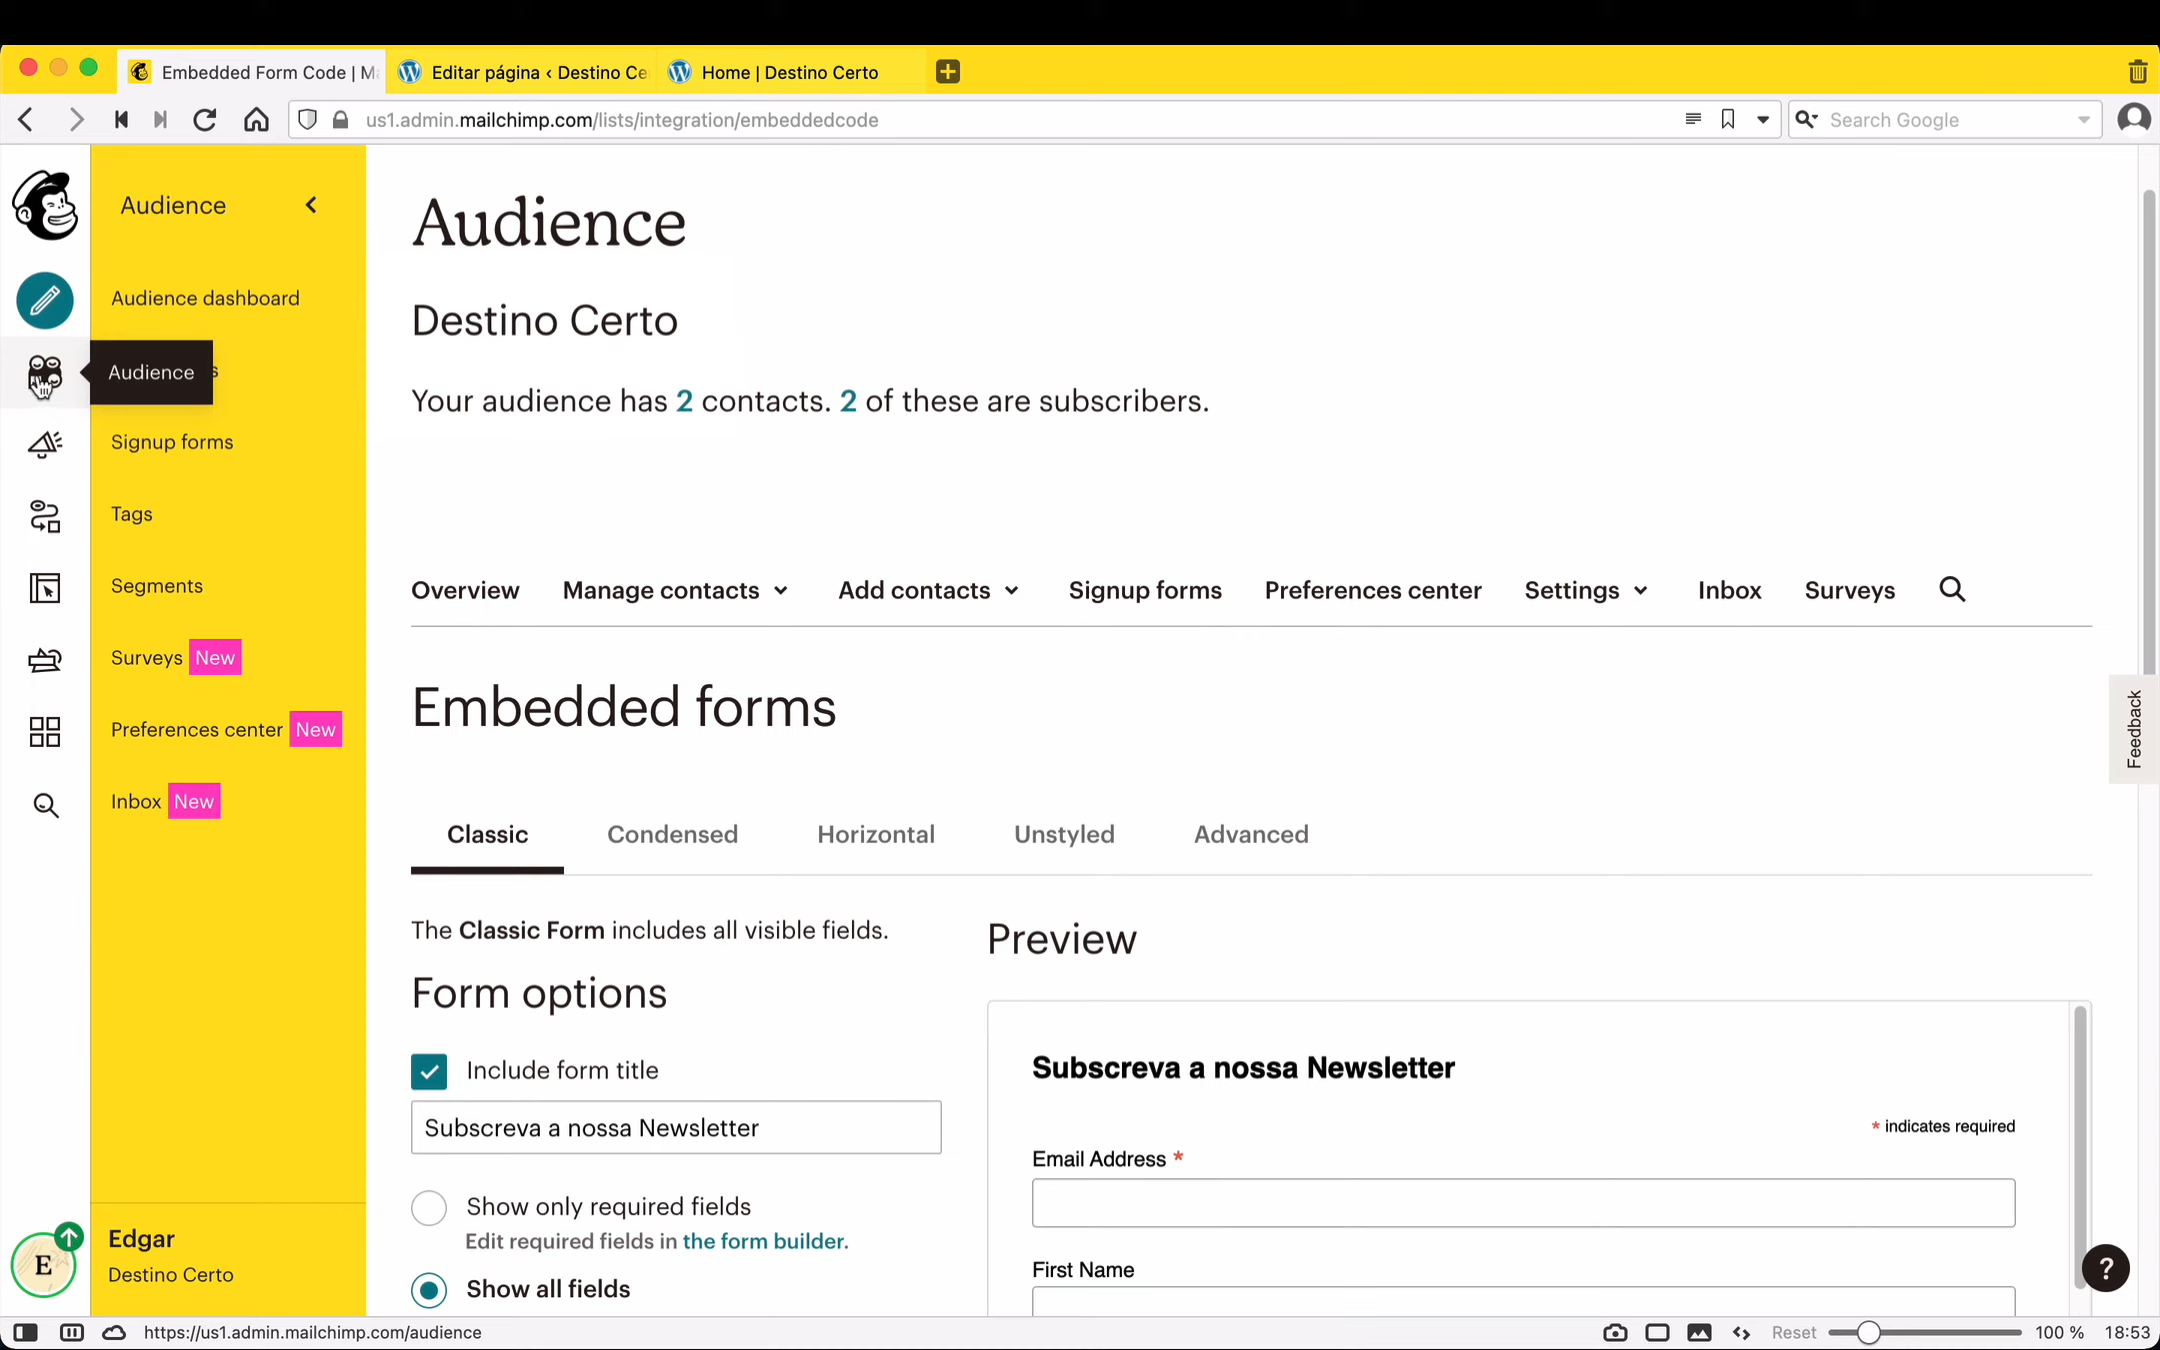 Embedded Form Code | Ma
Editar página ‹ Destino Ce
Home | Destino Certo
us1.admin.mailchimp.com/lists/integration/embeddedcode
Search Google
Audience
Audience dashboard
Audience
s
Signup forms
Tags
Segments
Surveys New
Preferences center New
Inbox New
Edgar
Destino Certo
E
Audience
Destino Certo
Your audience has 2 contacts. 2 of these are subscribers.
Overview Manage contacts Add contacts Signup forms Preferences center Settings Inbox Surveys
Embedded forms
Classic Condensed Horizontal Unstyled Advanced
The Classic Form includes all visible fields.
Form options
Include form title
Subscreva a nossa Newsletter
Show only required fields
Edit required fields in the form builder.
Show all fields
Preview
Subscreva a nossa Newsletter
* indicates required
Email Address *
First Name
Feedback
?
https://us1.admin.mailchimp.com/audience
Reset 100 % 18:53